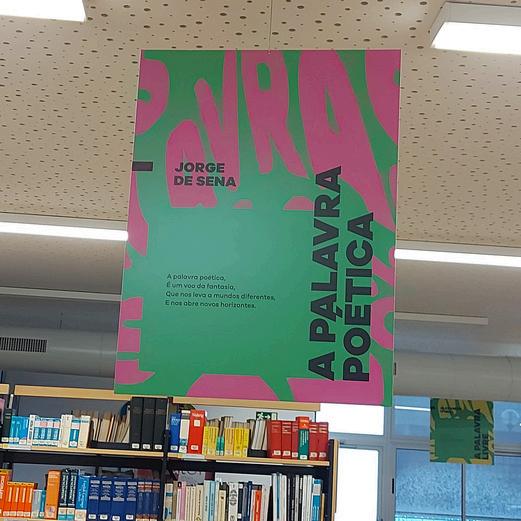 JORGE
DE SENA
A PALAVRA
POÉTICA
A palavra poética,
É um voo da fantasia,
Que nos leva a mundos diferentes,
E nos abre novos horizontes.
A PALAVRA
LIVRE